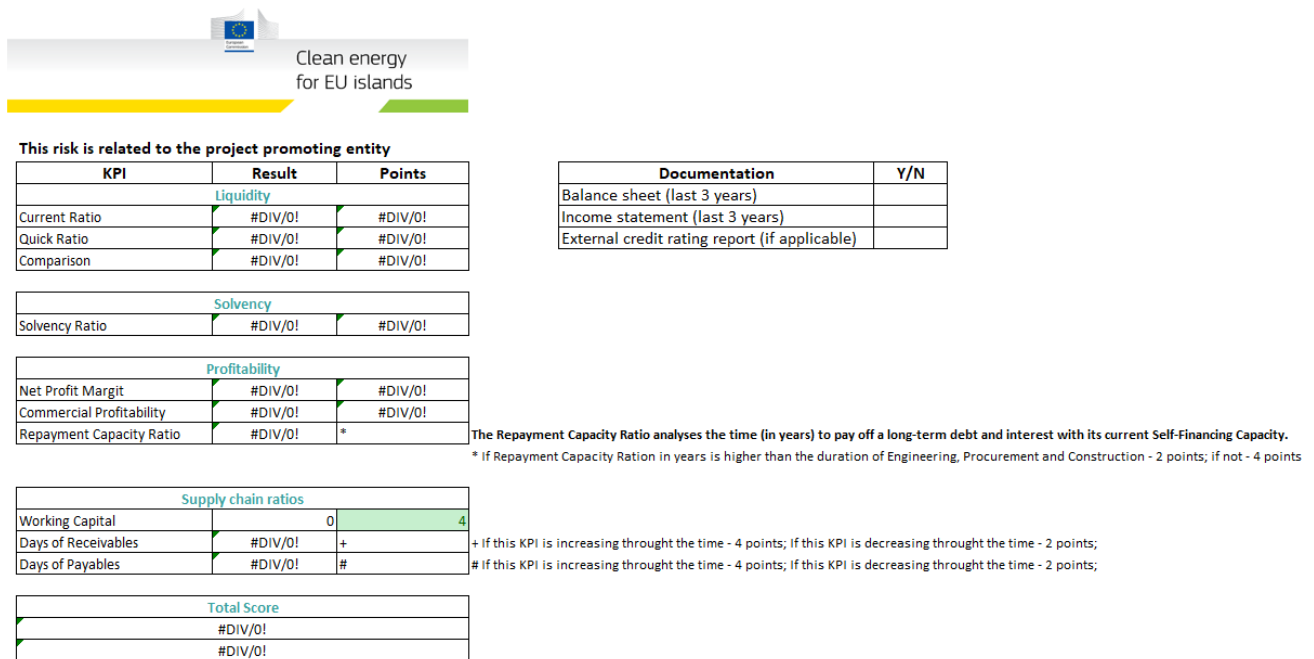 European
Commission
Clean energy
for EU islands
This risk is related to the project promoting entity
KPI Result Points
Liquidity
Current Ratio #DIV/0! #DIV/0!
Quick Ratio #DIV/0! #DIV/0!
Comparison #DIV/0! #DIV/0!
Documentation Y/N
Balance sheet (last 3 years)
Income statement (last 3 years)
External credit rating report (if applicable)
Solvency
Solvency Ratio #DIV/0! #DIV/0!
Profitability
Net Profit Margit #DIV/0! #DIV/0!
Commercial Profitability #DIV/0! #DIV/0!
Repayment Capacity Ratio #DIV/0! * The Repayment Capacity Ratio analyses the time (in years) to pay off a long-term debt and interest with its current Self-Financing Capacity.
* If Repayment Capacity Ration in years is higher than the duration of Engineering, Procurement and Construction - 2 points; if not - 4 points
Supply chain ratios
Working Capital 0 4
Days of Receivables #DIV/0! + + If this KPI is increasing throught the time - 4 points; If this KPI is decreasing throught the time - 2 points;
Days of Payables #DIV/0! # # If this KPI is increasing throught the time - 4 points; If this KPI is decreasing throught the time - 2 points;
Total Score
#DIV/0!
#DIV/0!